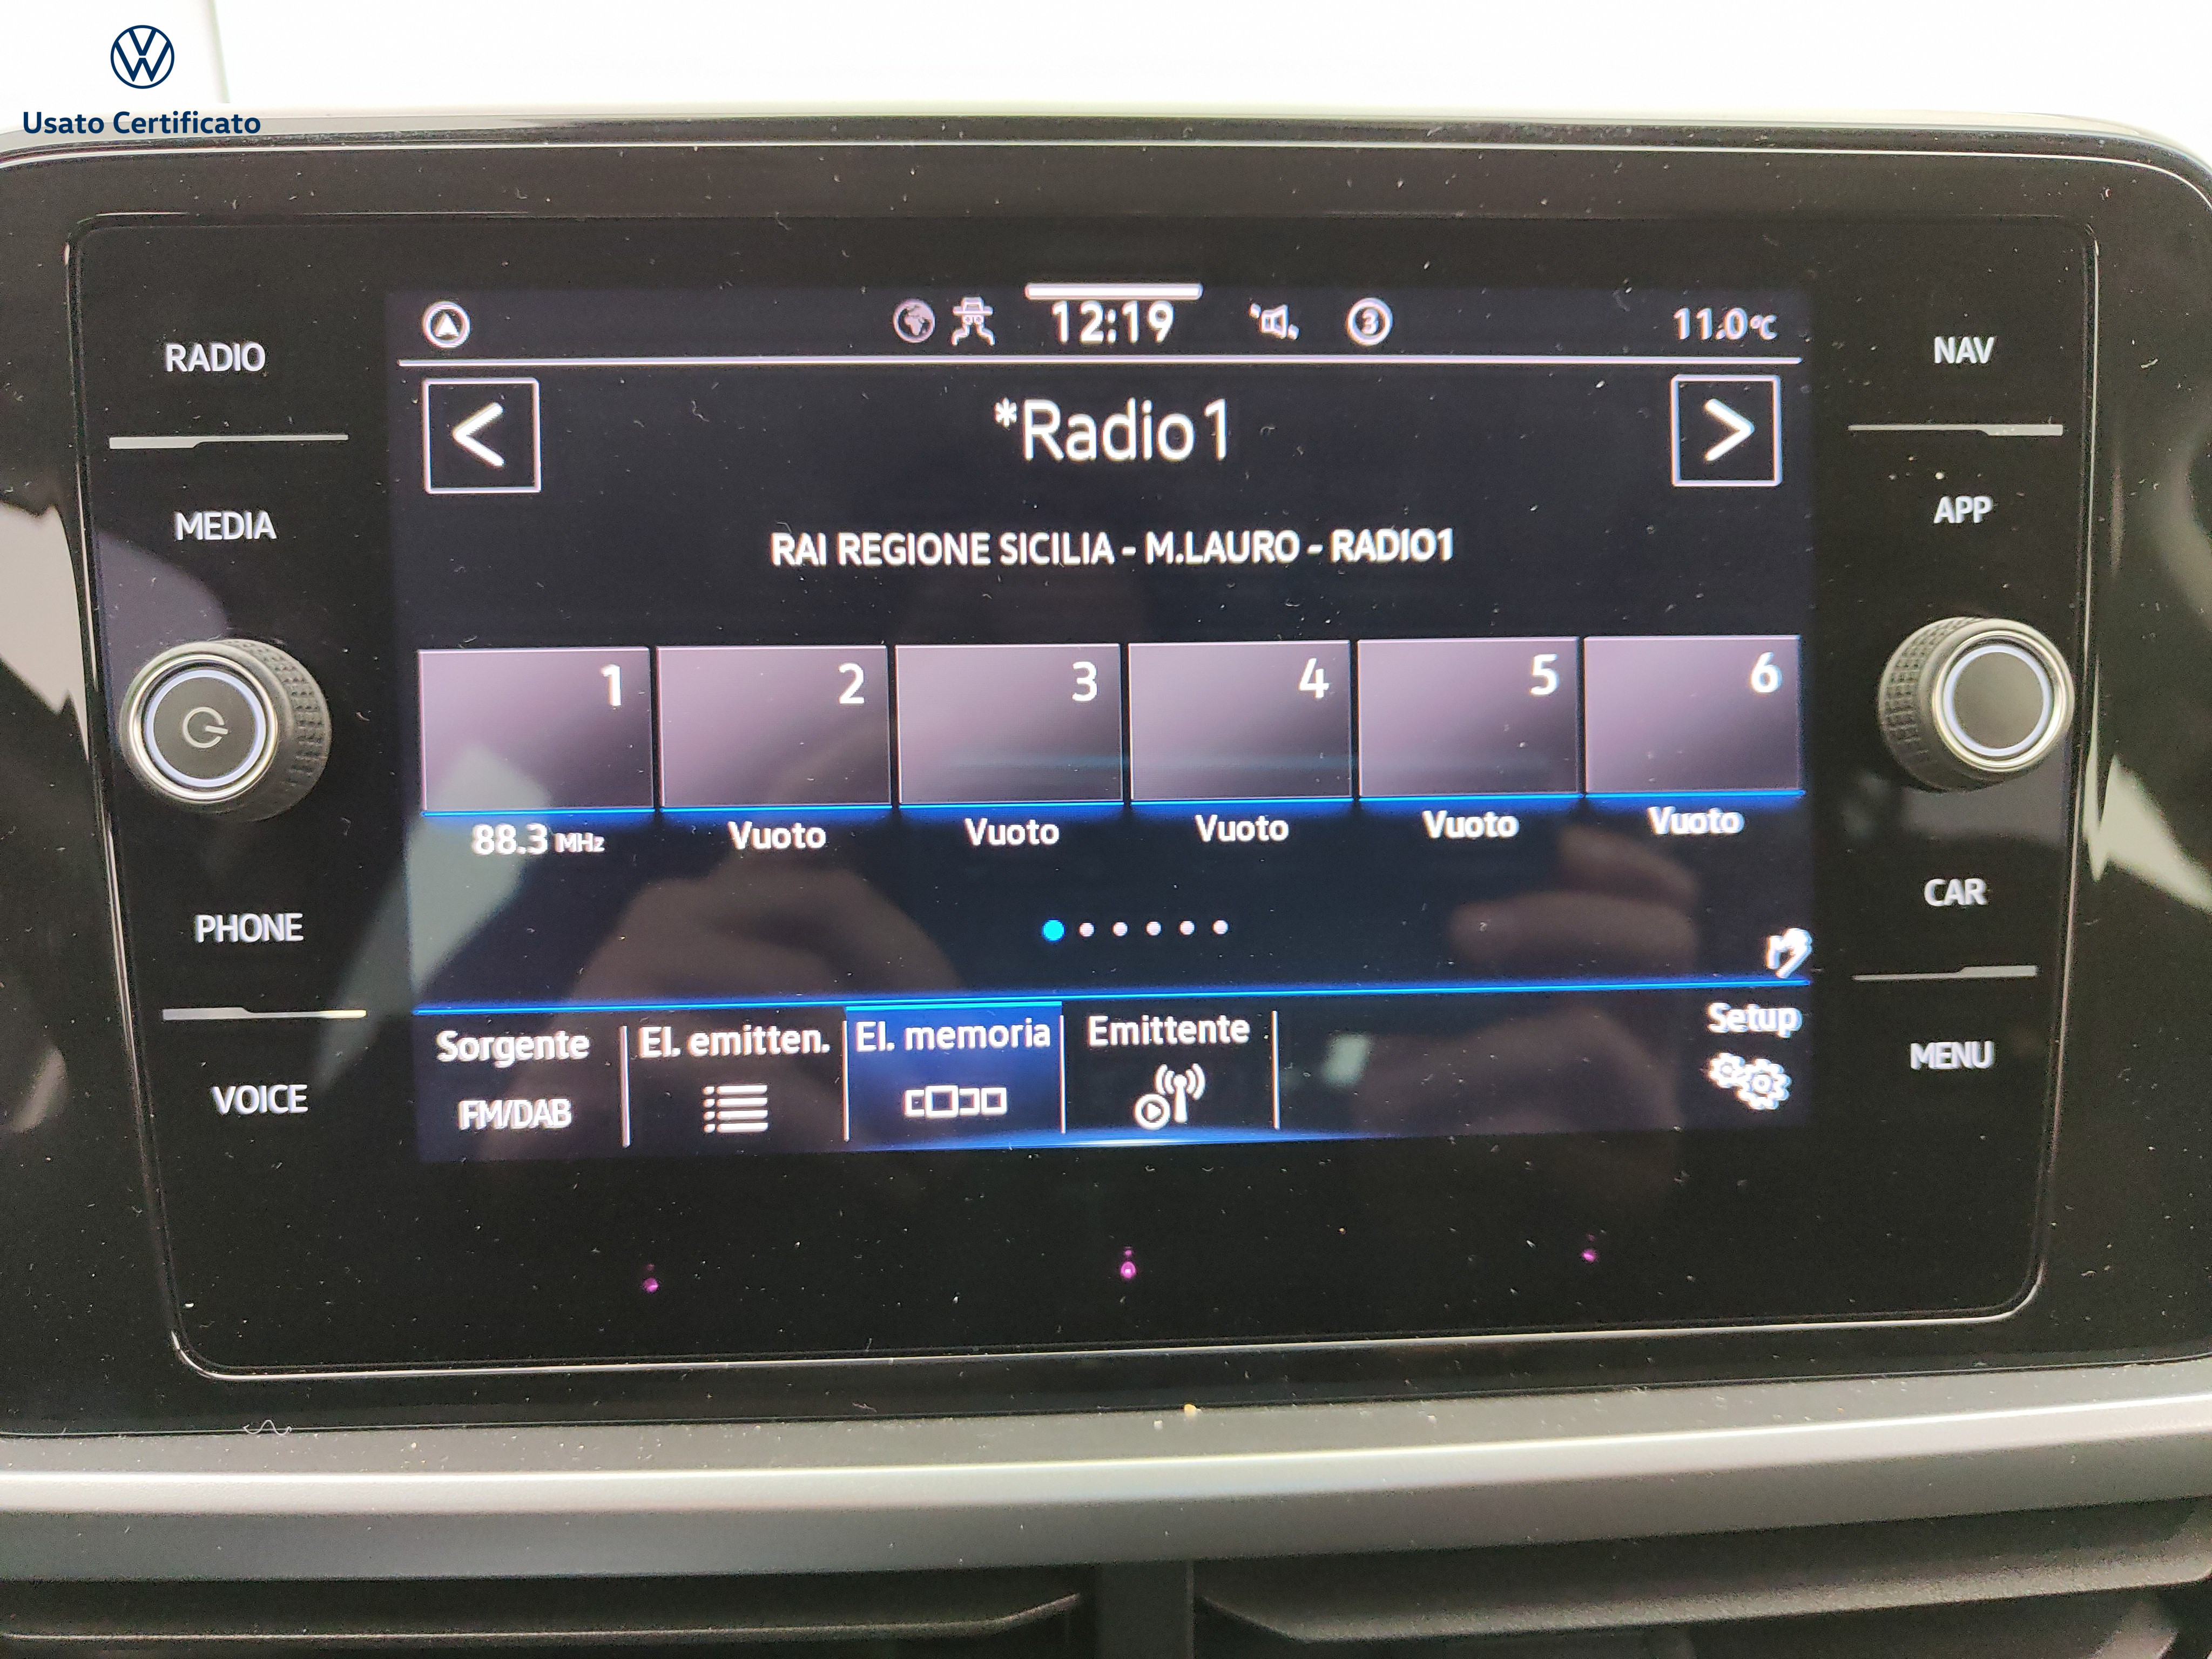 Usato Certificato
RADIO
MEDIA
PHONE
VOICE
12:19
3
11.0°C
*Radio1
RAI REGIONE SICILIA - M.LAURO - RADIO1
1
2
3
4
5
6
88.3 MHz
Vuoto
Vuoto
Vuoto
Vuoto
Vuoto
Sorgente
FM/DAB
El. emitten.
El. memoria
Emittente
Setup
NAV
APP
CAR
MENU